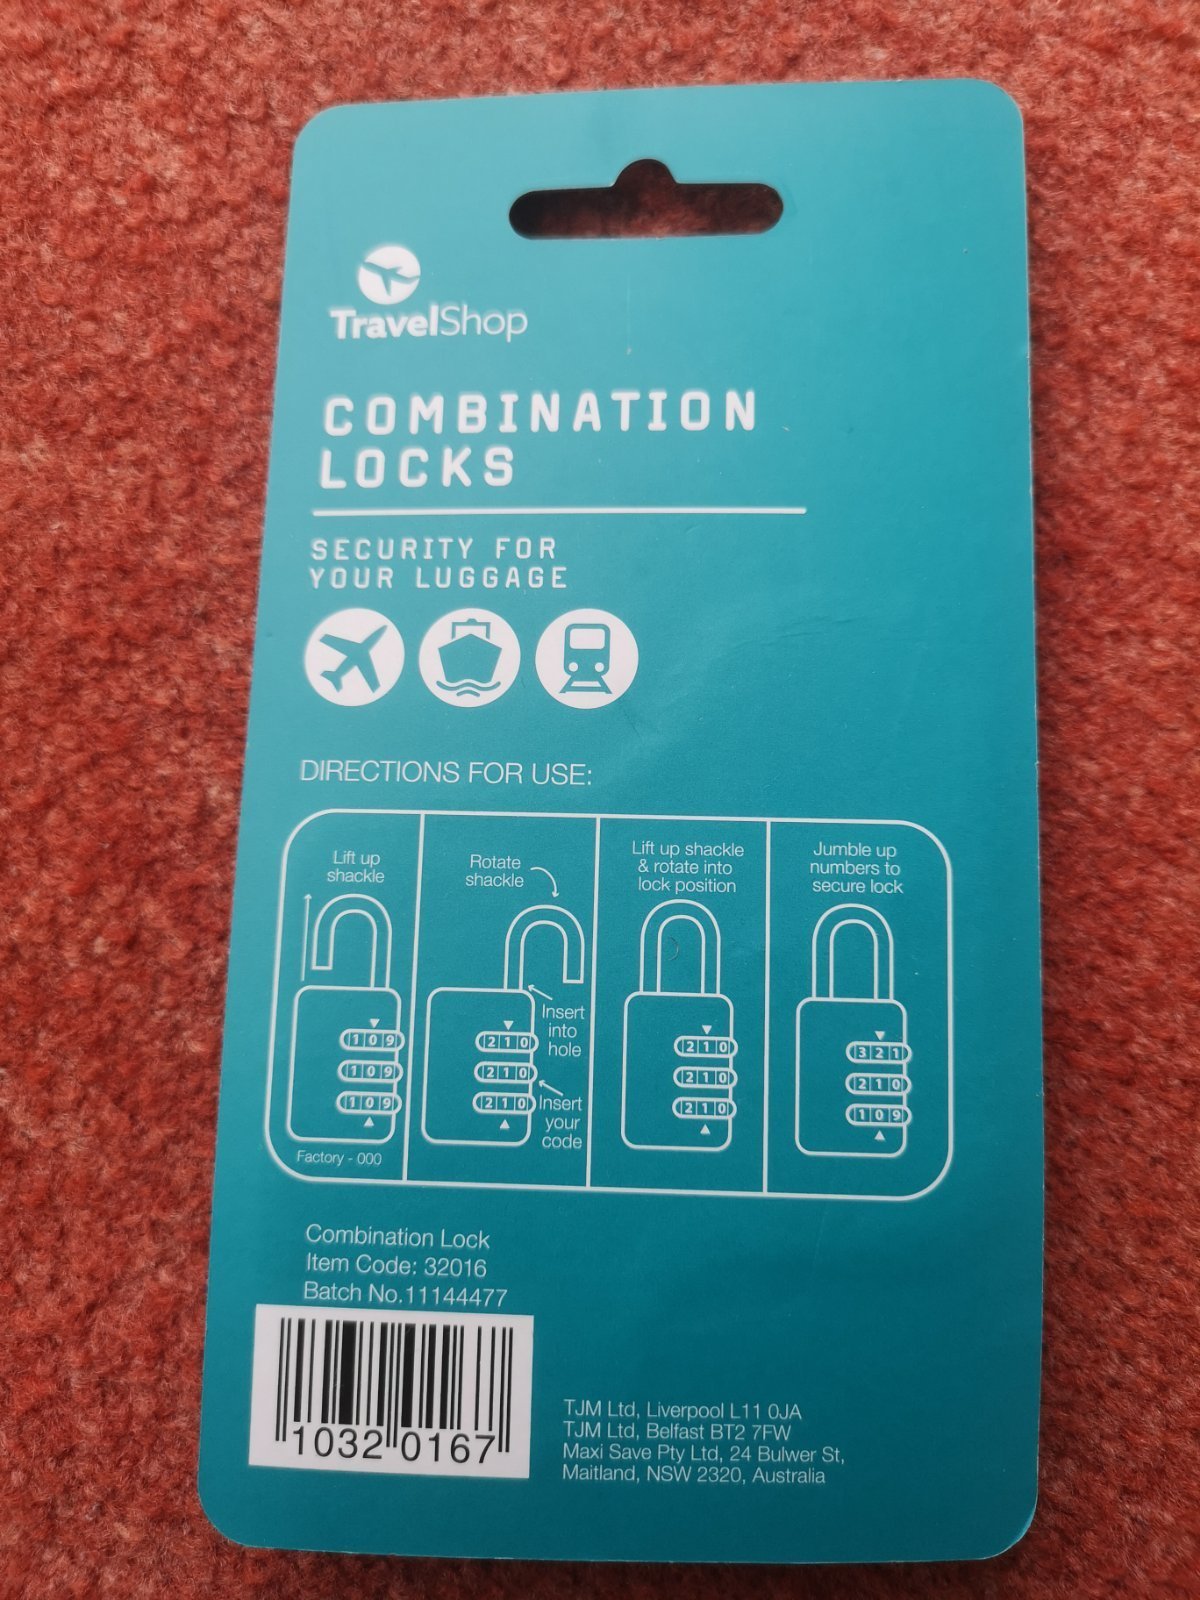 TravelShop
COMBINATION
LOCKS
SECURITY FOR
YOUR LUGGAGE
DIRECTIONS FOR USE:
Lift up
shackle
109
109
109
Factory - 000
Rotate
shackle
Insert
into
hole
210
210
210
Insert
your
code
Lift up shackle
& rotate into
lock position
210
210
210
Jumble up
numbers to
secure lock
321
210
109
Combination Lock
Item Code: 32016
Batch No.11144477
1032 0167
TJM Ltd, Liverpool L11 0JA
TJM Ltd, Belfast BT2 7FW
Maxi Save Pty Ltd, 24 Bulwer St,
Maitland, NSW 2320, Australia